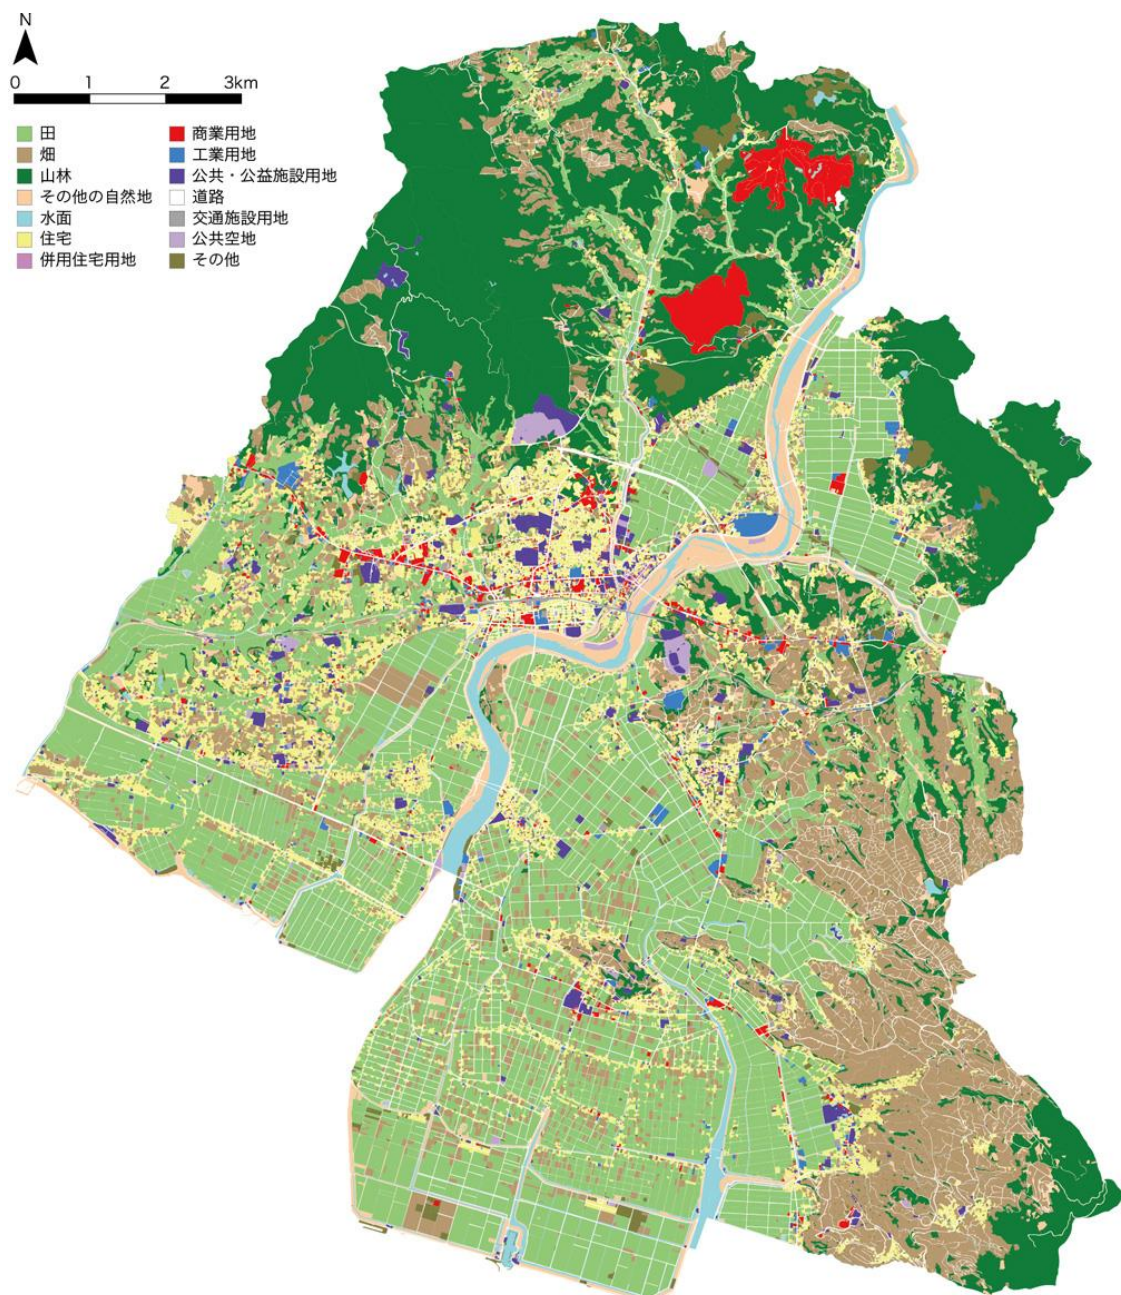 N
0 1 2 3km
田
畑
山林
その他の自然地
水面
住宅
併用住宅用地
商業用地
工業用地
公共・公益施設用地
道路
交通施設用地
公共空地
その他